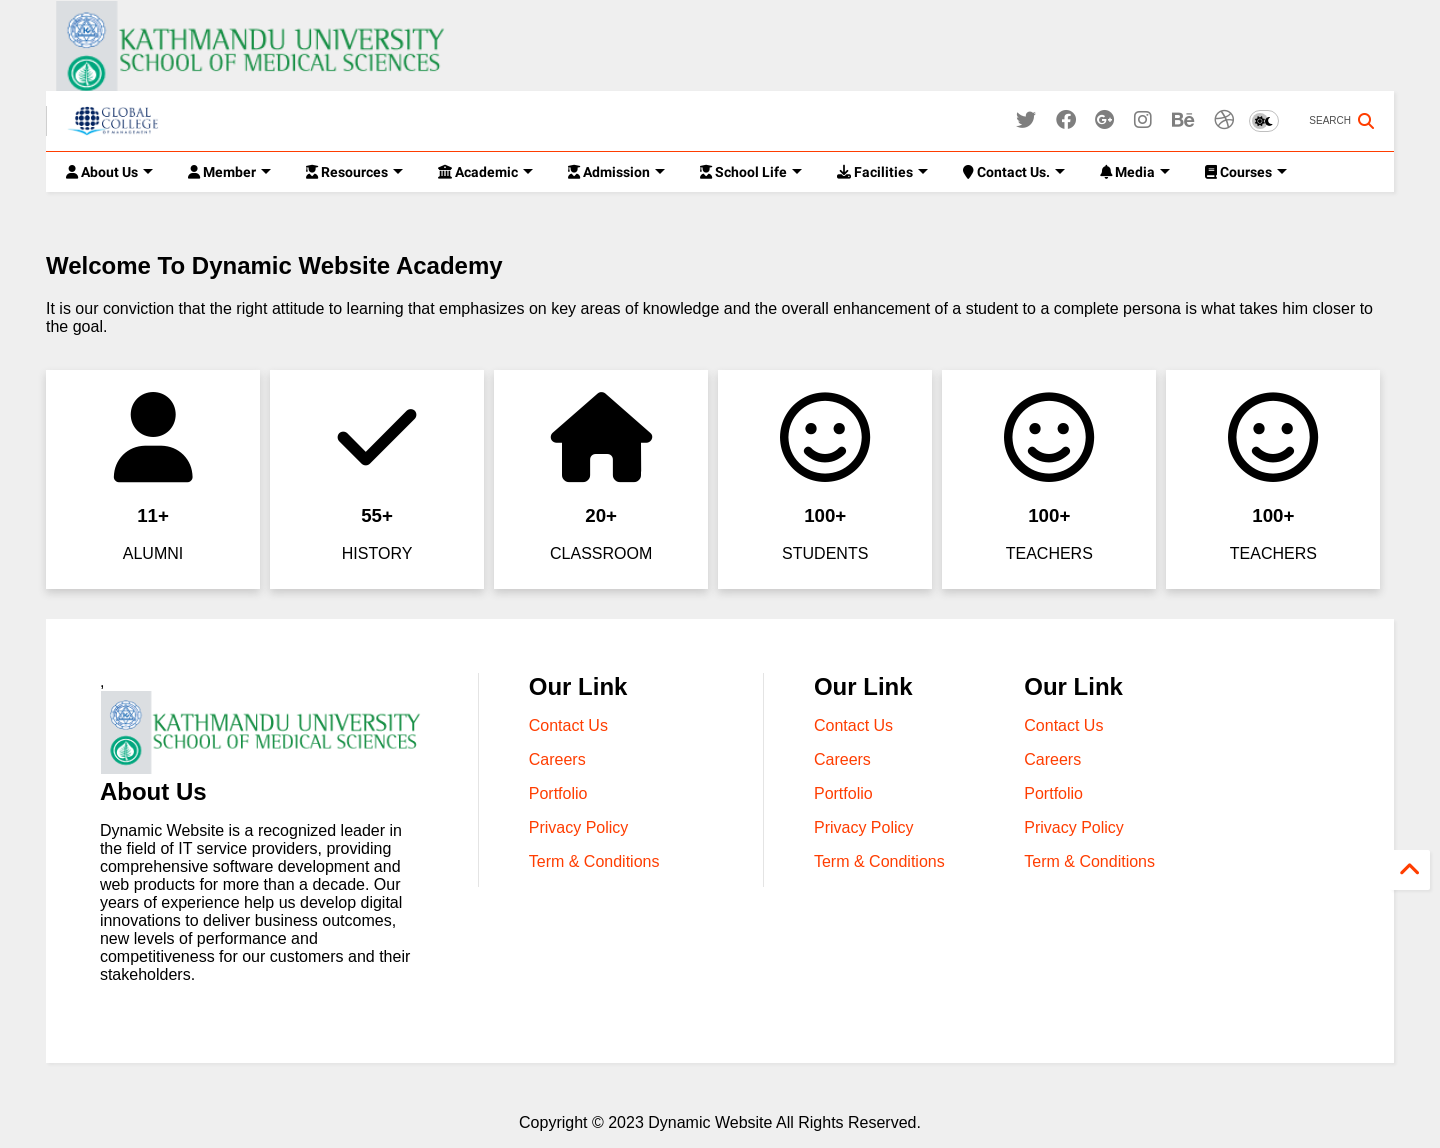 KATHMANDU UNIVERSITY
SCHOOL OF MEDICAL SCIENCES
GLOBAL
COLLEGE
OF MANAGEMENT
SEARCH
About Us Member Resources Academic Admission School Life Facilities Contact Us. Media Courses
Welcome To Dynamic Website Academy
It is our conviction that the right attitude to learning that emphasizes on key areas of knowledge and the overall enhancement of a student to a complete persona is what takes him closer to
the goal.
11+
ALUMNI
55+
HISTORY
20+
CLASSROOM
100+
STUDENTS
100+
TEACHERS
100+
TEACHERS
,
KATHMANDU UNIVERSITY
SCHOOL OF MEDICAL SCIENCES
About Us
Dynamic Website is a recognized leader in
the field of IT service providers, providing
comprehensive software development and
web products for more than a decade. Our
years of experience help us develop digital
innovations to deliver business outcomes,
new levels of performance and
competitiveness for our customers and their
stakeholders.
Our Link
Contact Us
Careers
Portfolio
Privacy Policy
Term & Conditions
Our Link
Contact Us
Careers
Portfolio
Privacy Policy
Term & Conditions
Our Link
Contact Us
Careers
Portfolio
Privacy Policy
Term & Conditions
Copyright © 2023 Dynamic Website All Rights Reserved.